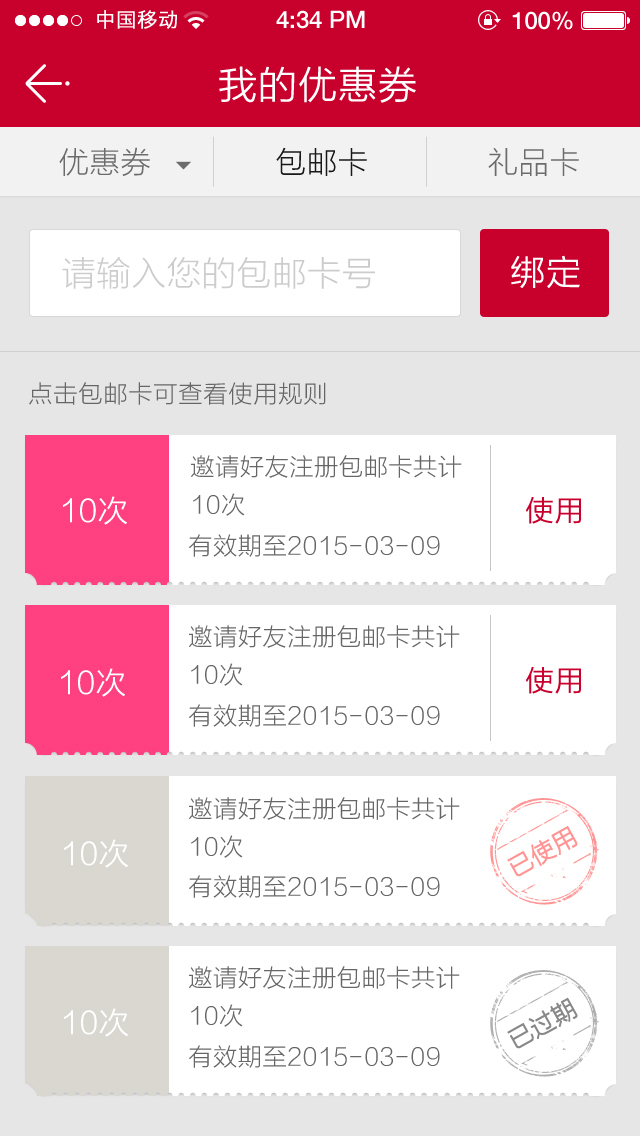 中国移动 4:34 PM 100%
我的优惠券
优惠券 包邮卡 礼品卡
请输入您的包邮卡号 绑定
点击包邮卡可查看使用规则
邀请好友注册包邮卡共计
10次 10次 使用
有效期至2015-03-09
邀请好友注册包邮卡共计
10次 10次 使用
有效期至2015-03-09
邀请好友注册包邮卡共计
10次 10次 已使用
有效期至2015-03-09
邀请好友注册包邮卡共计
10次 10次 已过期
有效期至2015-03-09